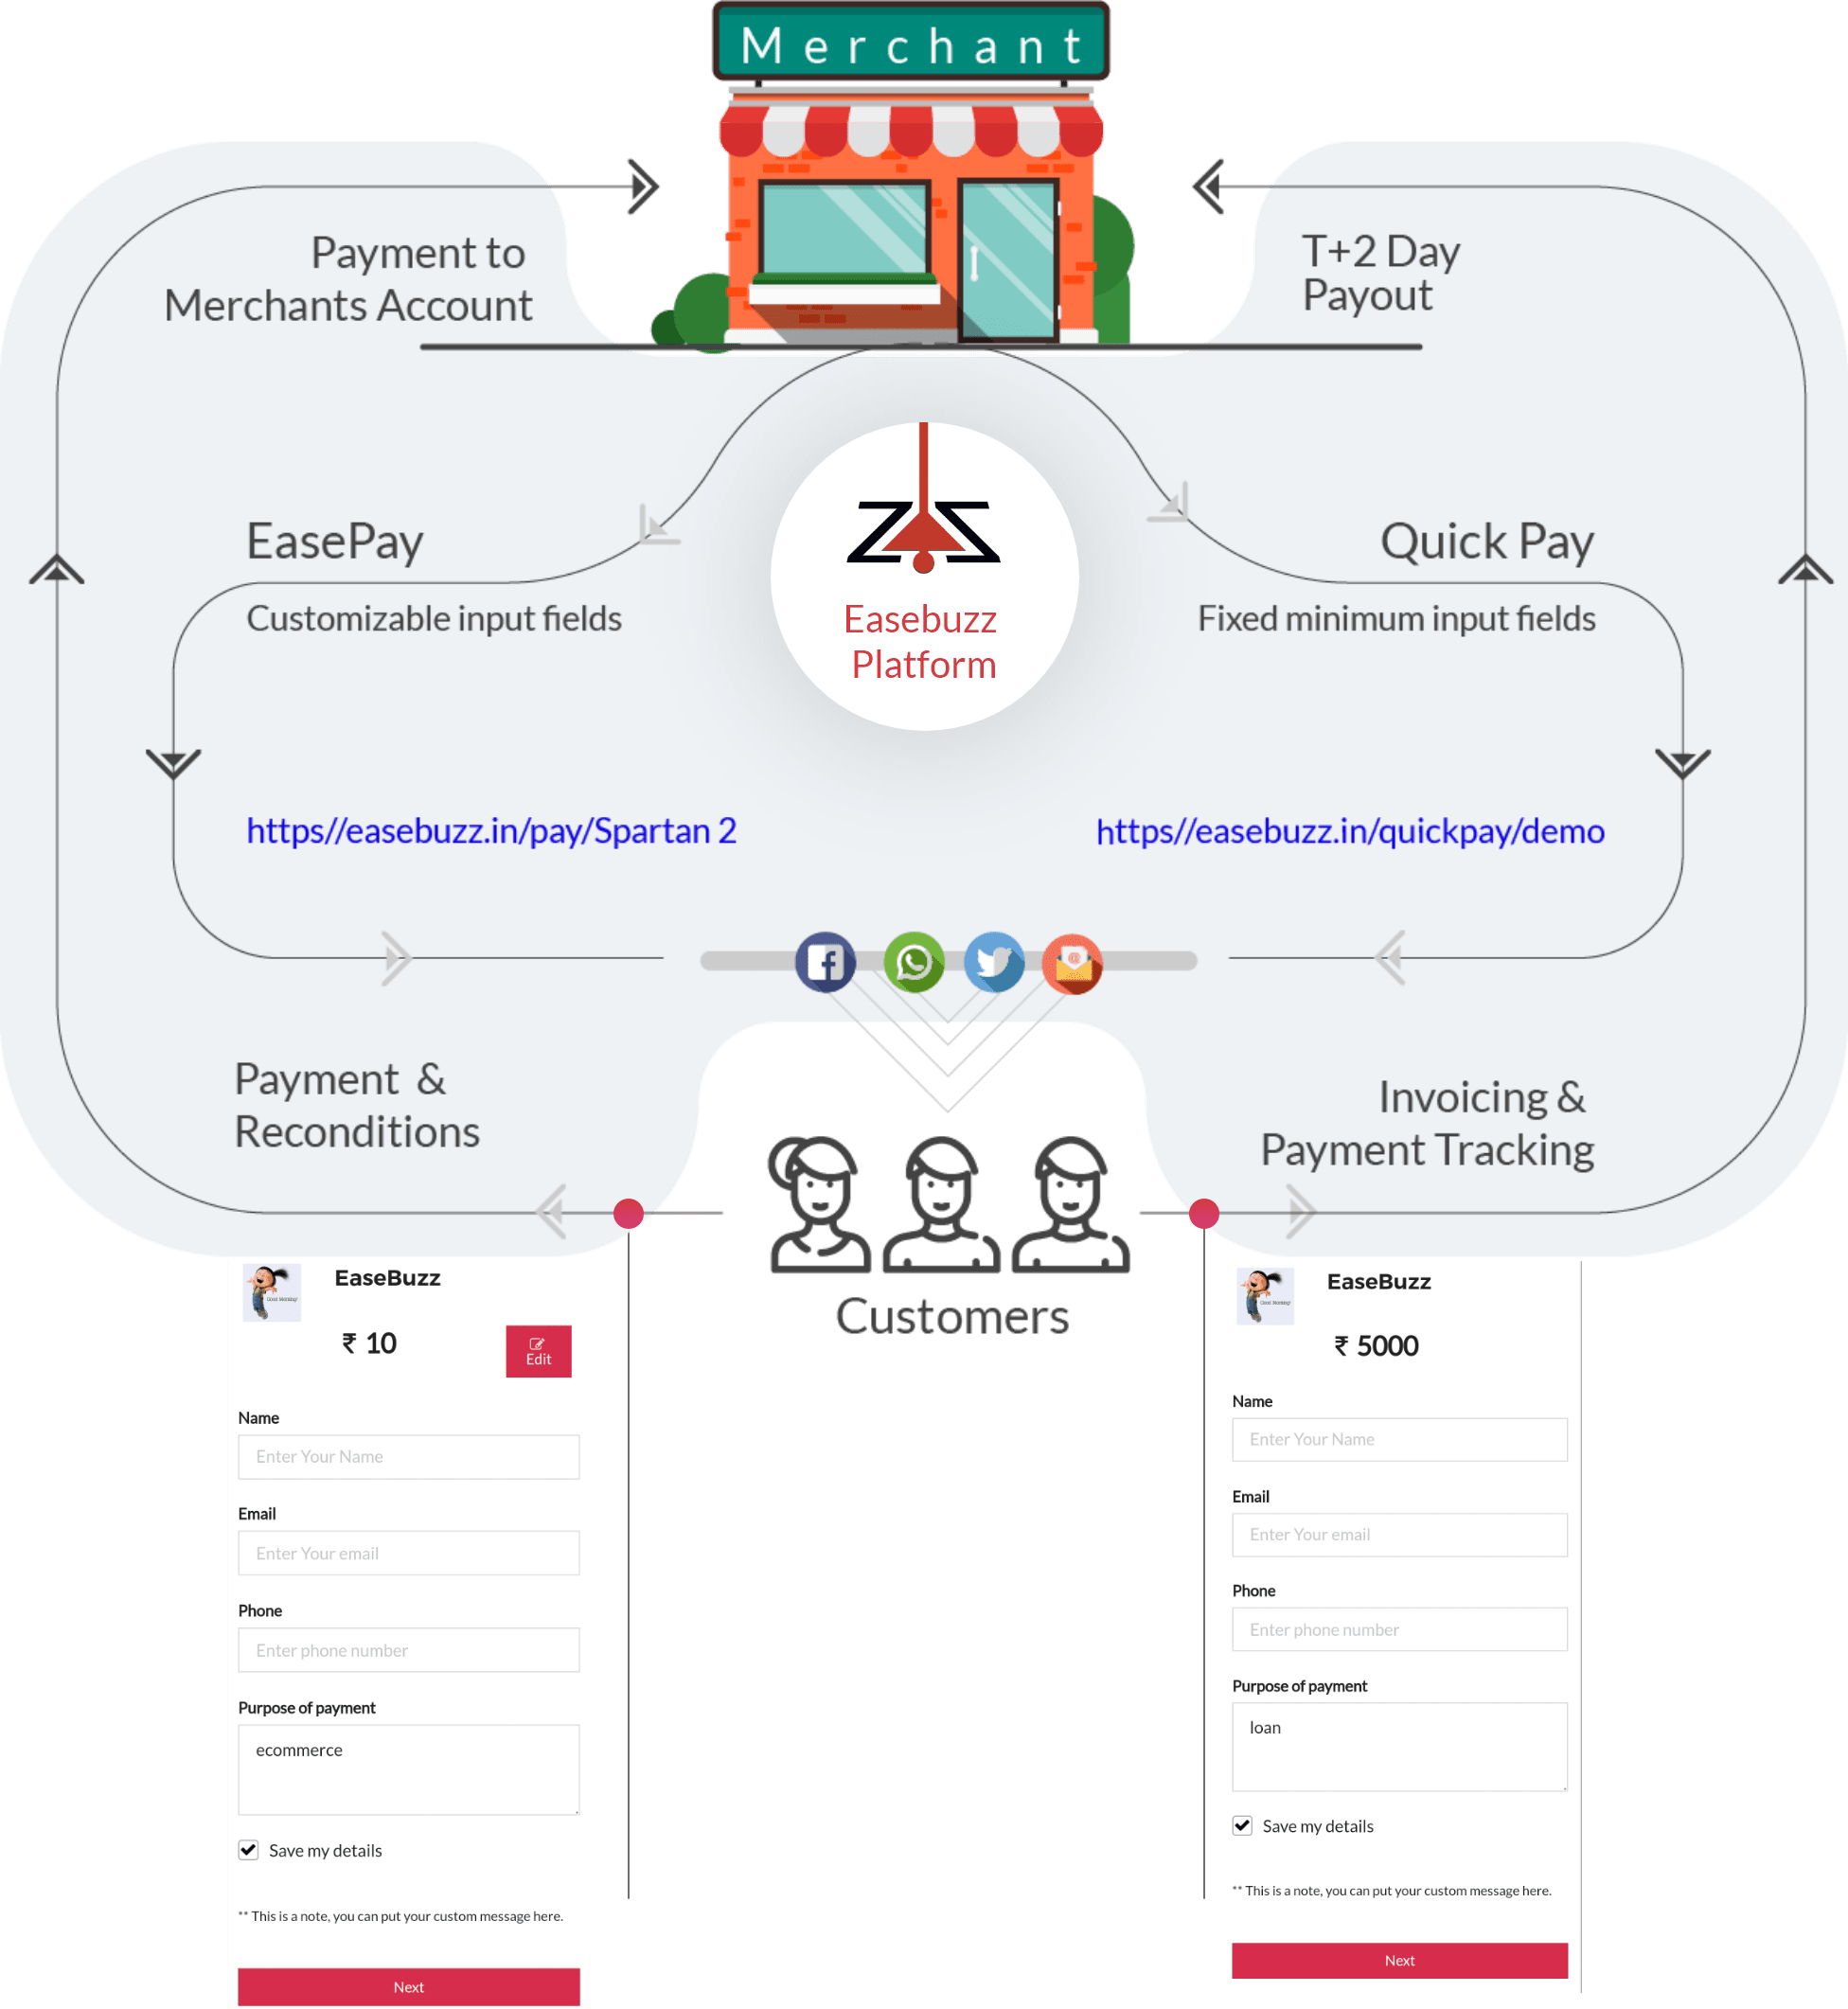 Merchant
Payment to
Merchants Account
T+2 Day
Payout
EasePay
Customizable input fields
Easebuzz
Platform
Quick Pay
Fixed minimum input fields
https//easebuzz.in/pay/Spartan 2
https//easebuzz.in/quickpay/demo
Payment &
Reconditions
Invoicing &
Payment Tracking
Customers
EaseBuzz
₹ 10
Edit
Name
Enter Your Name
Email
Enter Your email
Phone
Enter phone number
Purpose of payment
ecommerce
Save my details
** This is a note, you can put your custom message here.
Next
EaseBuzz
₹ 5000
Name
Enter Your Name
Email
Enter Your email
Phone
Enter phone number
Purpose of payment
loan
Save my details
** This is a note, you can put your custom message here.
Next